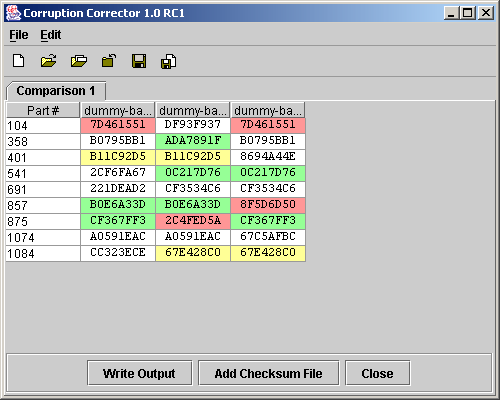 Corruption Corrector 1.0 RC1
File Edit
Comparison 1
Part # dummy-ba... dummy-ba... dummy-ba...
104 7D461551 DF93F937 7D461551
358 B0795BB1 ADA7891F B0795BB1
401 B11C92D5 B11C92D5 8694A44E
541 2CF6FA67 0C217D76 0C217D76
691 221DEAD2 CF3534C6 CF3534C6
857 B0E6A33D B0E6A33D 8F5D6D50
875 CF367FF3 2C4FED5A CF367FF3
1074 A0591EAC A0591EAC 67C5AFBC
1084 CC323ECE 67E428C0 67E428C0
Write Output Add Checksum File Close